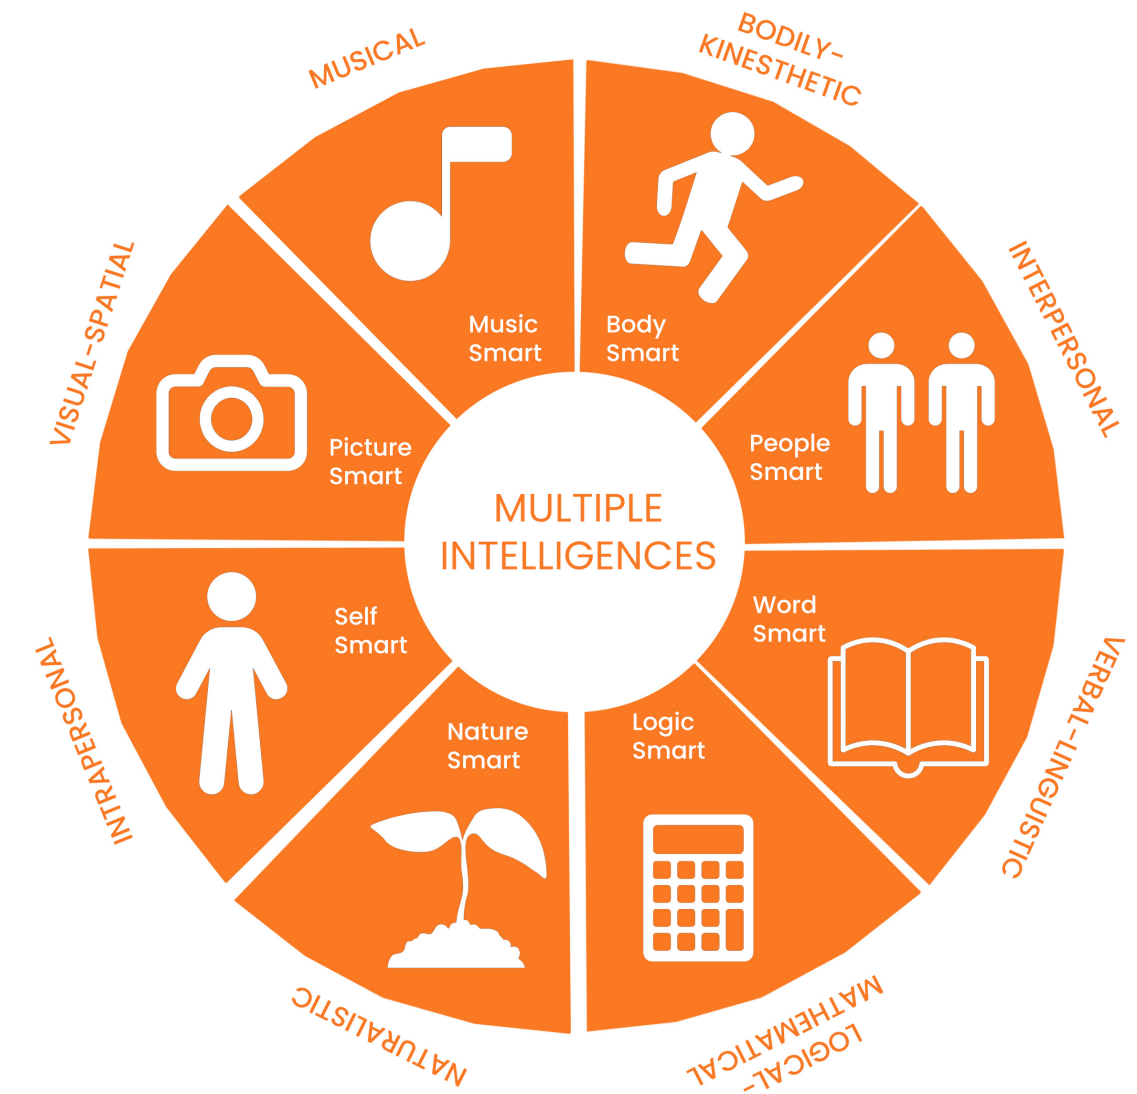 MUSICAL
BODILY-
KINESTHETIC
INTERPERSONAL
VERBAL-LINGUISTIC
LOGICAL-
MATHEMATICAL
NATURALISTIC
INTRAPERSONAL
VISUAL-SPATIAL
Music
Smart
Body
Smart
People
Smart
Word
Smart
Logic
Smart
Nature
Smart
Self
Smart
Picture
Smart
MULTIPLE
INTELLIGENCES